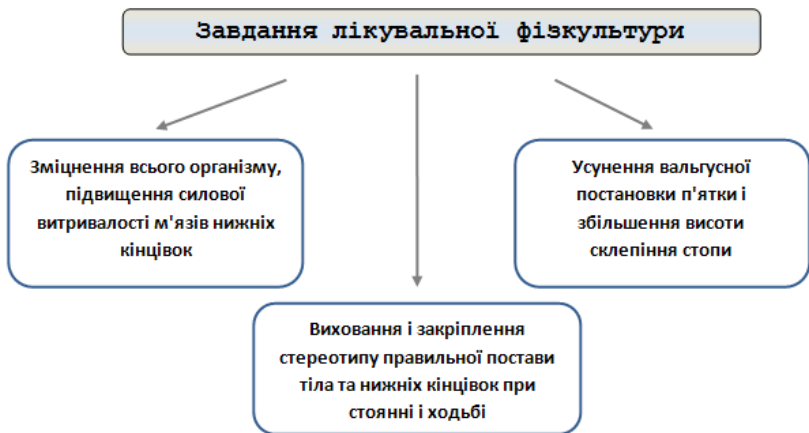 Завдання лікувальної фізкультури
Зміцнення всього організму,
підвищення силової
витривалості м'язів нижніх
кінцівок
Усунення вальгусної
постановки п'ятки і
збільшення висоти
склепіння стопи
Виховання і закріплення
стереотипу правильної постави
тіла та нижніх кінцівок при
стоянні і ходьбі